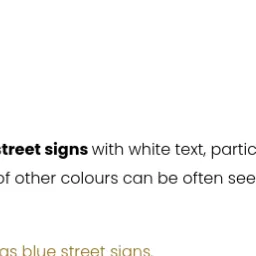 street signs with white text, partic
of other colours can be often see
as blue street signs.